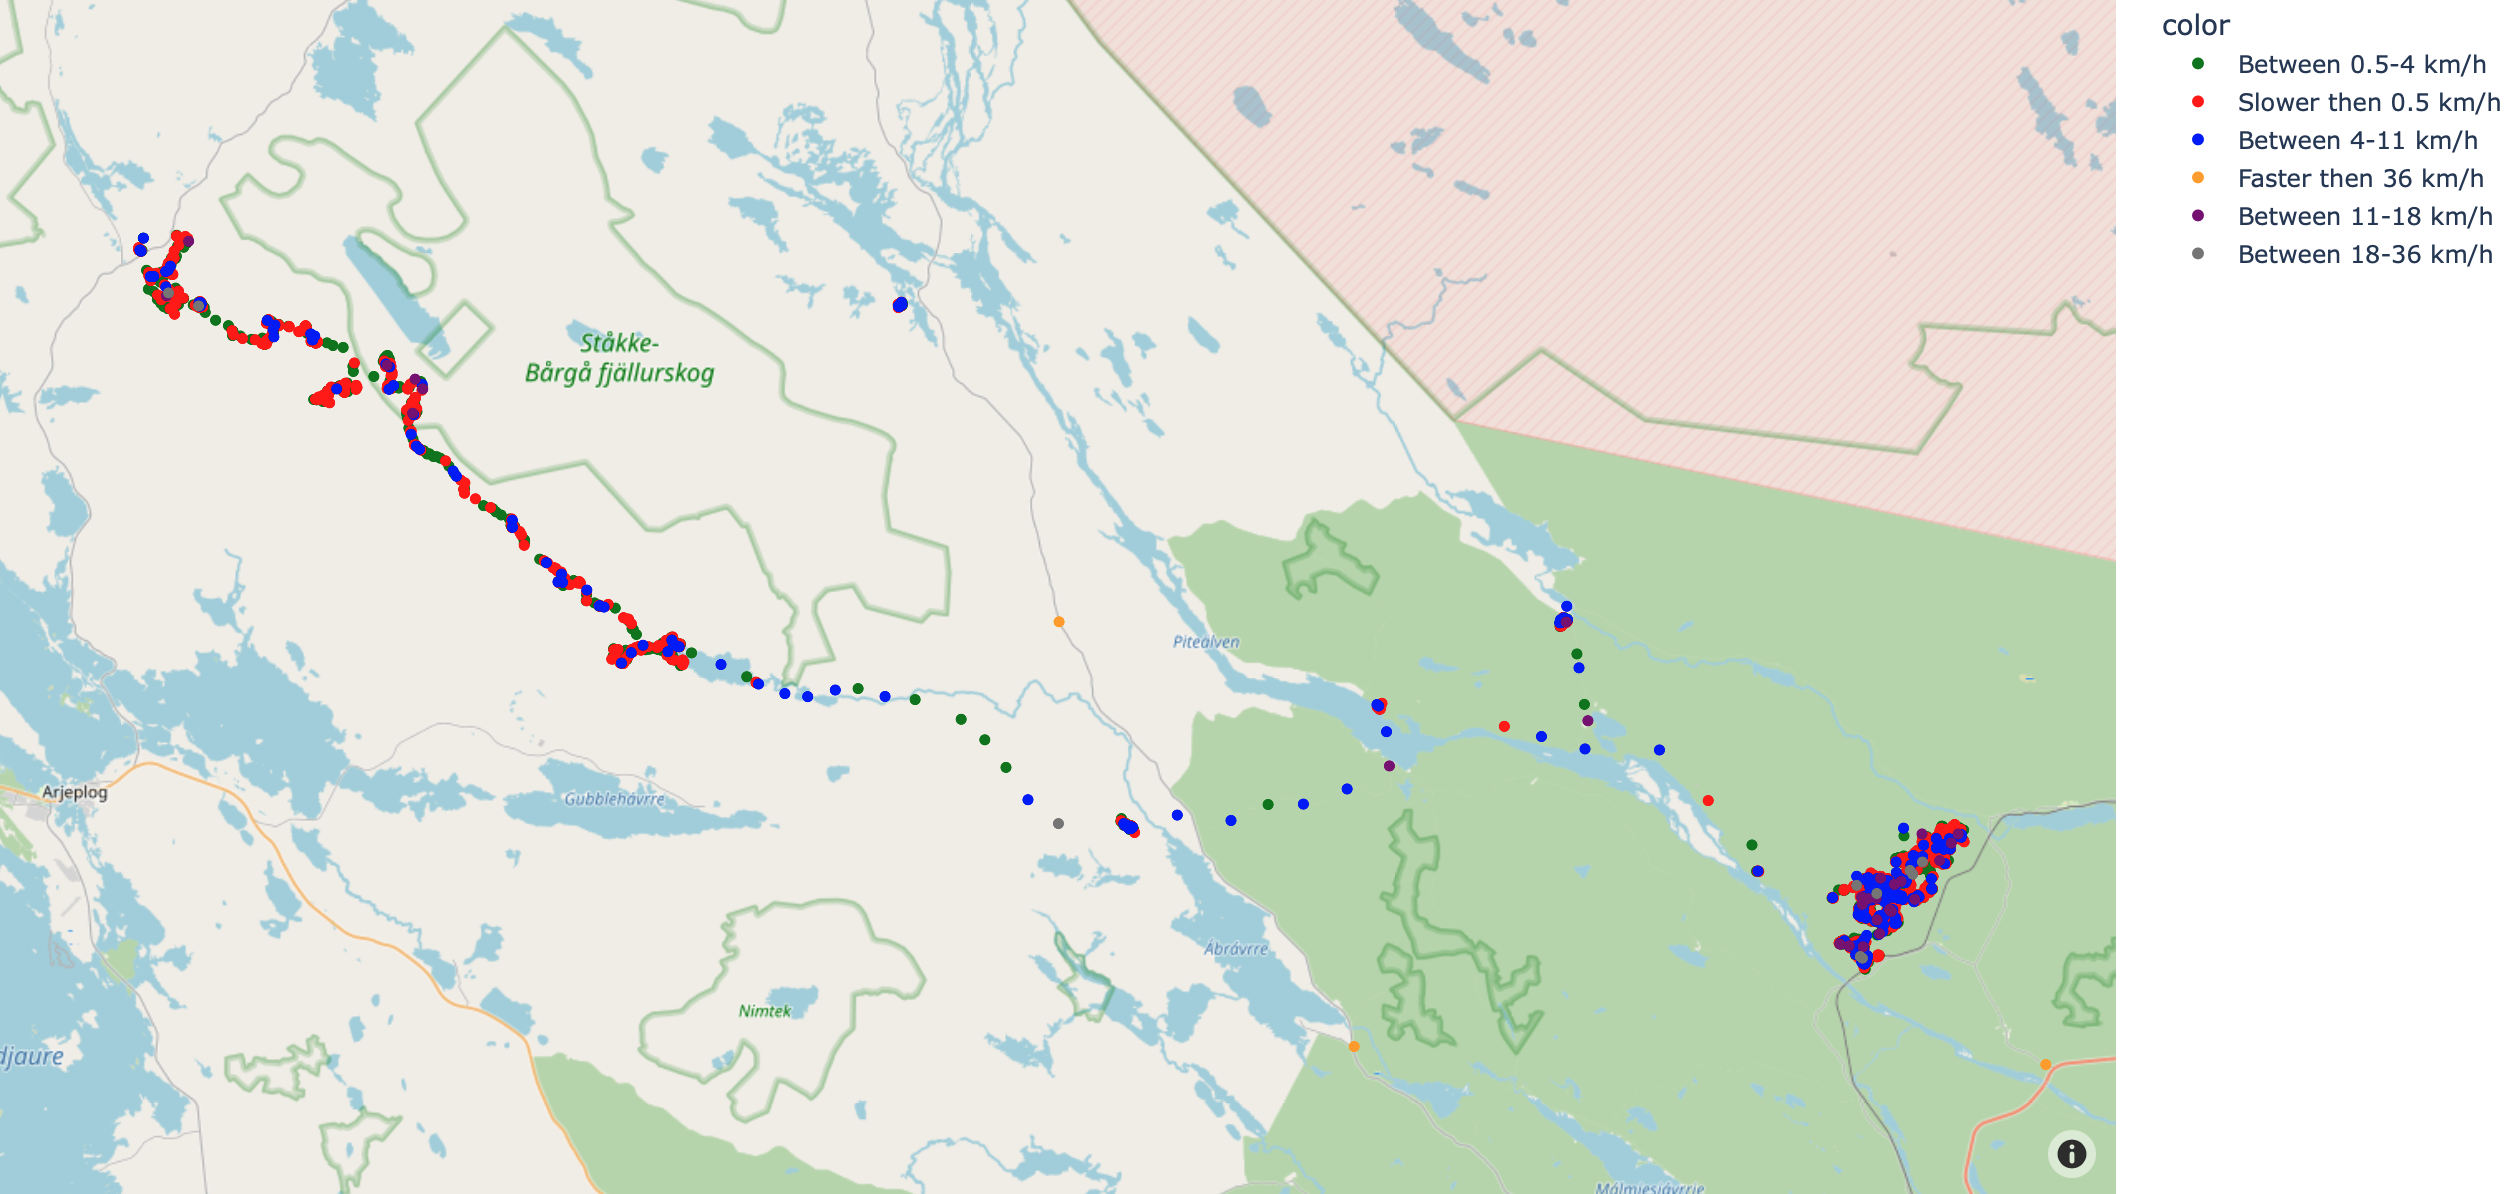 color
Between 0.5-4 km/h
Slower then 0.5 km/h
Between 4-11 km/h
Faster then 36 km/h
Between 11-18 km/h
Between 18-36 km/h
Ståkke-
Bårgå fjällurskog
Piteälven
Arjeplog
Gubblehávrre
Ábrávrre
Nimtek
djaure
Málmiesjávrrie